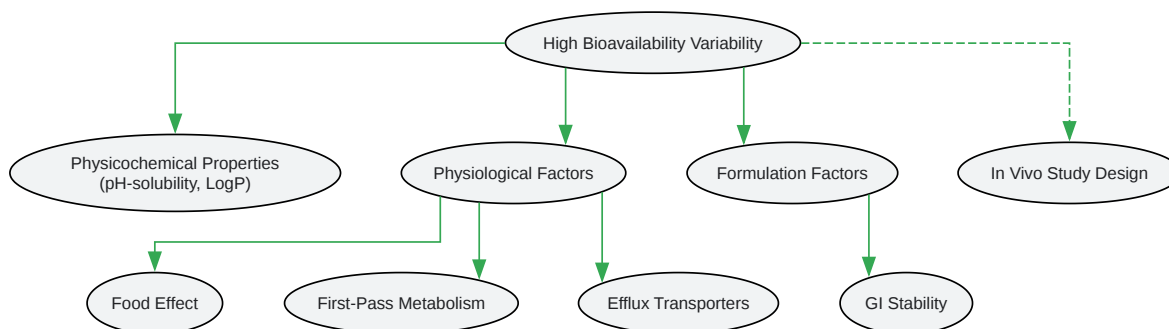 High Bioavailability Variability
Physicochemical Properties
(pH-solubility, LogP)
Physiological Factors
Formulation Factors
In Vivo Study Design
Food Effect
First-Pass Metabolism
Efflux Transporters
GI Stability